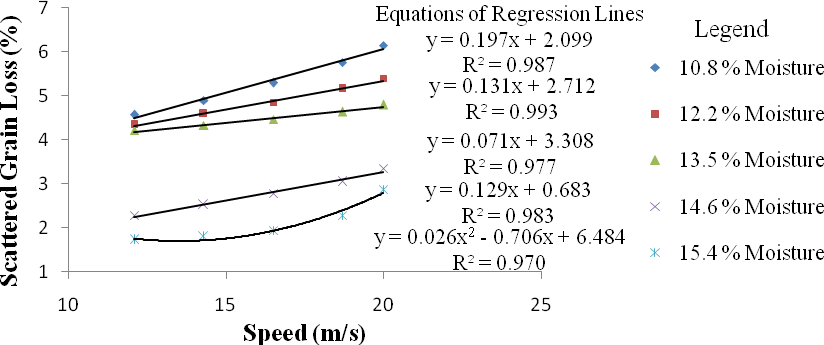 Equations of Regression Lines
y = 0.197x + 2.099
R² = 0.987
y = 0.131x + 2.712
R² = 0.993
y = 0.071x + 3.308
R² = 0.977
y = 0.129x + 0.683
R² = 0.983
y = 0.026x² - 0.706x + 6.484
R² = 0.970
Legend
10.8 % Moisture
12.2 % Moisture
13.5 % Moisture
14.6 % Moisture
15.4 % Moisture
Scattered Grain Loss (%)
7
6
5
4
3
2
1
10
15
20
25
Speed (m/s)